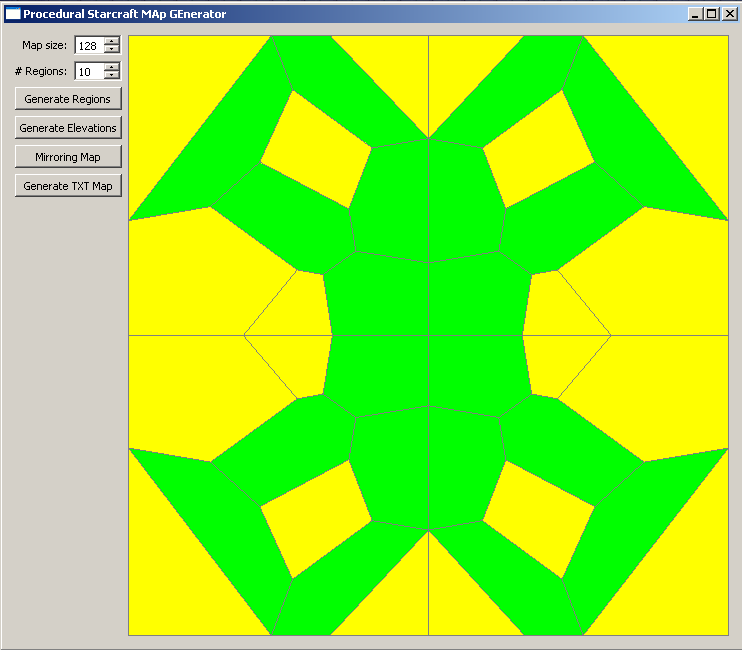 Procedural Starcraft MAp GEnerator
Map size: 128
# Regions: 10
Generate Regions
Generate Elevations
Mirroring Map
Generate TXT Map